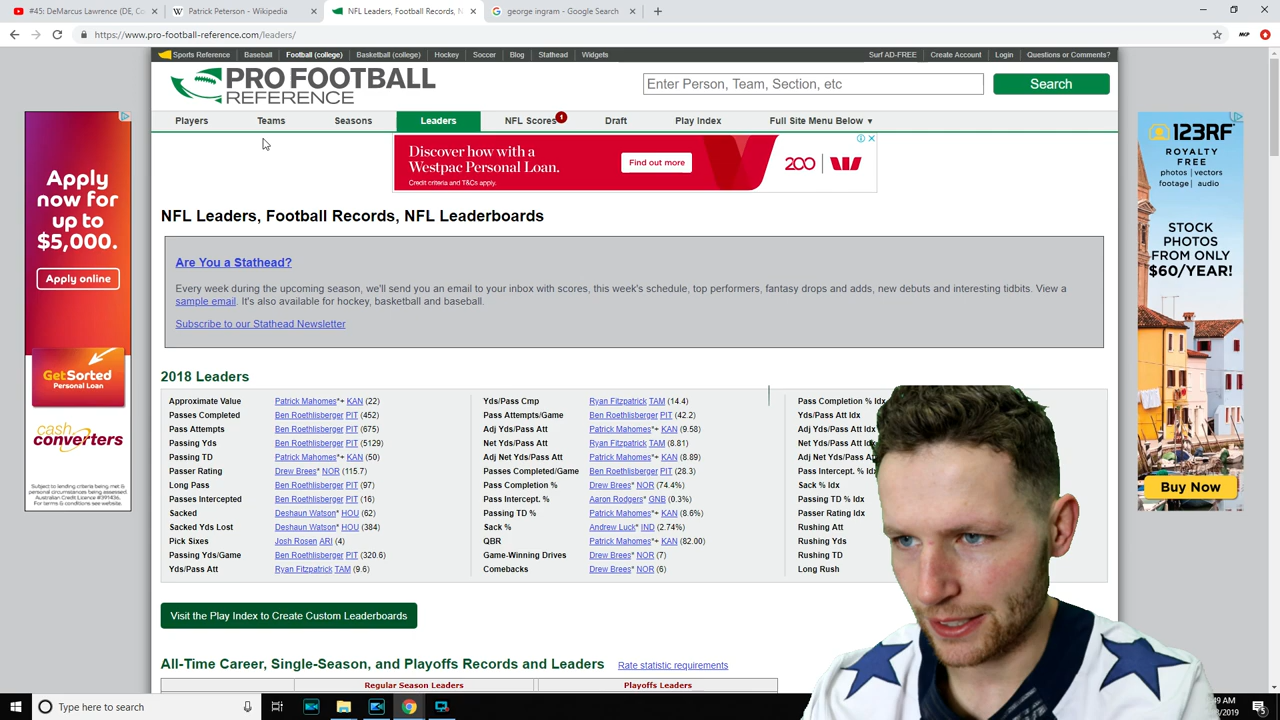 #45: DeMarcus Lawrence (DE, Co
Patrick Peterson - Wikipedia
NFL Leaders, Football Records, N
george ingram - Google Search
https://www.pro-football-reference.com/leaders/
Sports Reference Baseball Football (college) Basketball (college) Hockey Soccer Blog Stathead Widgets Surf AD-FREE Create Account Login Questions or Comments?
PRO FOOTBALL
REFERENCE
Enter Person, Team, Section, etc
Search
Players Teams Seasons Leaders NFL Scores 1 Draft Play Index Full Site Menu Below ▼
Discover how with a
Westpac Personal Loan.
Credit criteria and T&Cs apply.
Find out more
200
Apply
now for
up to
$5,000.
Apply online
GetSorted
Personal Loan
cash
converters
123RF
ROYALTY
FREE
photos | vectors
footage | audio
STOCK
PHOTOS
FROM ONLY
$60/YEAR!
Buy Now
NFL Leaders, Football Records, NFL Leaderboards
Are You a Stathead?
Every week during the upcoming season, we'll send you an email to your inbox with scores, this week's schedule, top performers, fantasy drops and adds, new debuts and interesting tidbits. View a
sample email. It's also available for hockey, basketball and baseball.
Subscribe to our Stathead Newsletter
2018 Leaders
Approximate Value Patrick Mahomes*+ KAN (22)
Passes Completed Ben Roethlisberger PIT (452)
Pass Attempts Ben Roethlisberger PIT (675)
Passing Yds Ben Roethlisberger PIT (5129)
Passing TD Patrick Mahomes*+ KAN (50)
Passer Rating Drew Brees* NOR (115.7)
Long Pass Ben Roethlisberger PIT (97)
Passes Intercepted Ben Roethlisberger PIT (16)
Sacked Deshaun Watson* HOU (62)
Sacked Yds Lost Deshaun Watson* HOU (384)
Pick Sixes Josh Rosen ARI (4)
Passing Yds/Game Ben Roethlisberger PIT (320.6)
Yds/Pass Att Ryan Fitzpatrick TAM (9.6)
Yds/Pass Cmp Ryan Fitzpatrick TAM (14.4)
Pass Attempts/Game Ben Roethlisberger PIT (42.2)
Adj Yds/Pass Att Patrick Mahomes*+ KAN (9.58)
Net Yds/Pass Att Ryan Fitzpatrick TAM (8.81)
Adj Net Yds/Pass Att Patrick Mahomes*+ KAN (8.89)
Passes Completed/Game Ben Roethlisberger PIT (28.3)
Pass Completion % Drew Brees* NOR (74.4%)
Pass Intercept. % Aaron Rodgers* GNB (0.3%)
Passing TD % Patrick Mahomes*+ KAN (8.6%)
Sack % Andrew Luck* IND (2.74%)
QBR Patrick Mahomes*+ KAN (82.00)
Game-Winning Drives Drew Brees* NOR (7)
Comebacks Drew Brees* NOR (6)
Pass Completion % Idx
Yds/Pass Att Idx
Adj Yds/Pass Att
Net Yds/Pass Att Id
Adj Net Yds/Pass A
Pass Intercept. % Idx
Sack % Idx
Passing TD % Idx
Passer Rating Idx
Rushing Att
Rushing Yds
Rushing TD
Long Rush
Visit the Play Index to Create Custom Leaderboards
All-Time Career, Single-Season, and Playoffs Records and Leaders Rate statistic requirements
Regular Season Leaders Playoffs Leaders
Type here to search